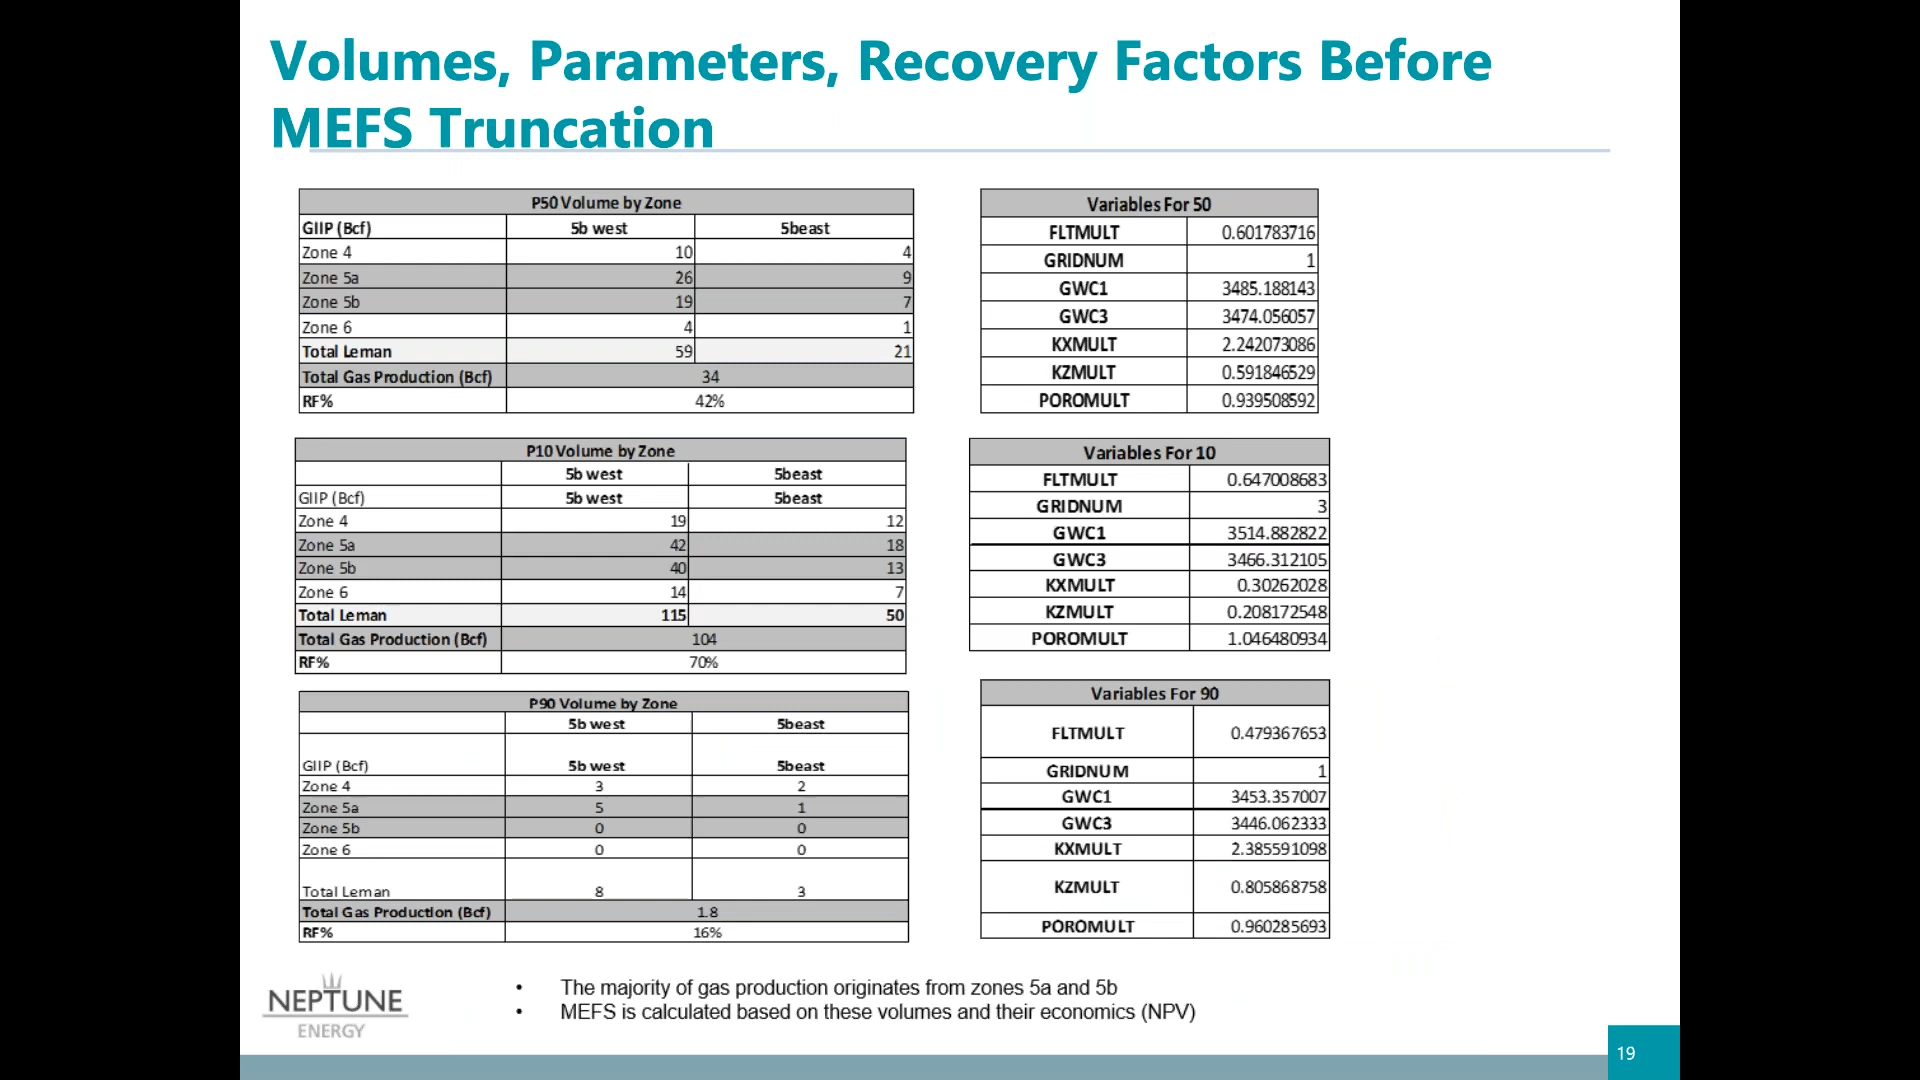 Volumes, Parameters, Recovery Factors Before
MEFS Truncation
P50 Volume by Zone
GIIP (Bcf) 5b west 5beast
Zone 4 10 4
Zone 5a 26 9
Zone 5b 19 7
Zone 6 4 1
Total Leman 59 21
Total Gas Production (Bcf) 34
RF% 42%
Variables For 50
FLTMULT 0.601783716
GRIDNUM 1
GWC1 3485.188143
GWC3 3474.056057
KXMULT 2.242073086
KZMULT 0.591846529
POROMULT 0.939508592
P10 Volume by Zone
5b west 5beast
GIIP (Bcf) 5b west 5beast
Zone 4 19 12
Zone 5a 42 18
Zone 5b 40 13
Zone 6 14 7
Total Leman 115 50
Total Gas Production (Bcf) 104
RF% 70%
Variables For 10
FLTMULT 0.647008683
GRIDNUM 3
GWC1 3514.882822
GWC3 3466.312105
KXMULT 0.30262028
KZMULT 0.208172548
POROMULT 1.046480934
P90 Volume by Zone
5b west 5beast
GIIP (Bcf) 5b west 5beast
Zone 4 3 2
Zone 5a 5 1
Zone 5b 0 0
Zone 6 0 0
Total Leman 8 3
Total Gas Production (Bcf) 1.8
RF% 16%
Variables For 90
FLTMULT 0.479367653
GRIDNUM 1
GWC1 3453.357007
GWC3 3446.062333
KXMULT 2.385591098
KZMULT 0.805868758
POROMULT 0.960285693
• The majority of gas production originates from zones 5a and 5b
• MEFS is calculated based on these volumes and their economics (NPV)
NEPTUNE
ENERGY
19